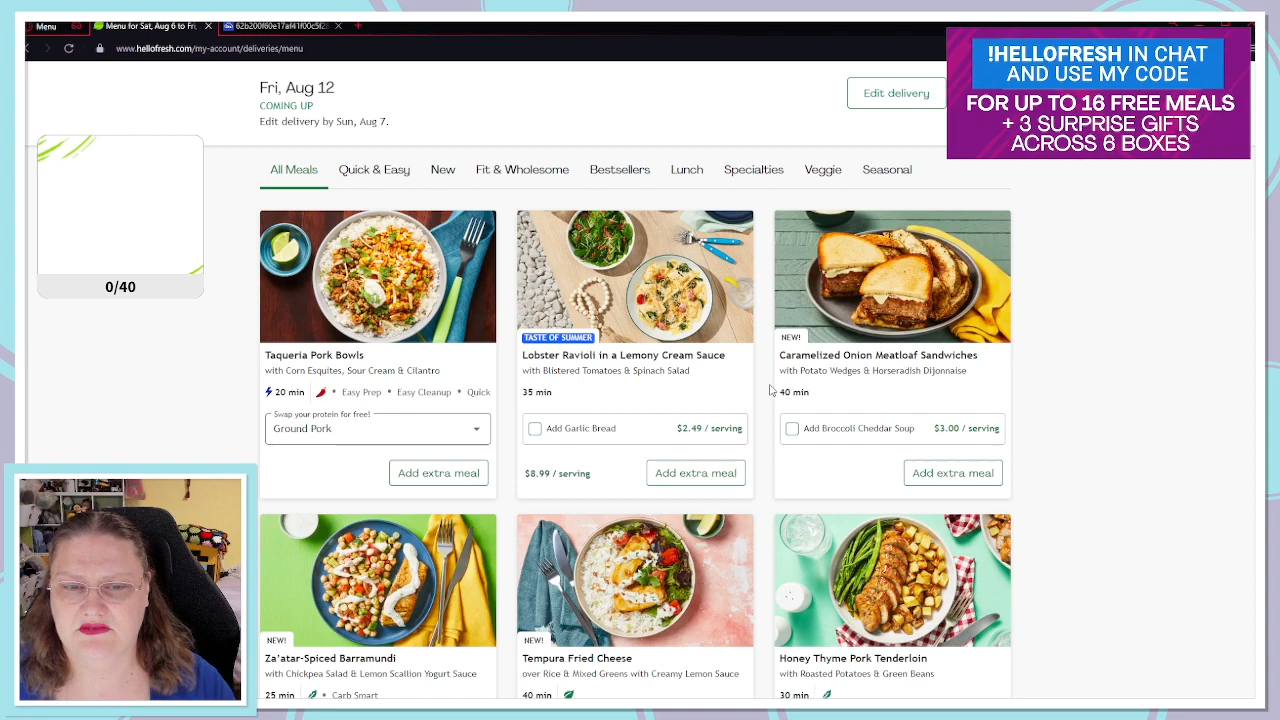 Menu
Menu for Sat, Aug 6 to Fri
www.hellofresh.com/my-account/deliveries/menu
!HELLOFRESH IN CHAT
AND USE MY CODE
FOR UP TO 16 FREE MEALS
+ 3 SURPRISE GIFTS
ACROSS 6 BOXES
Fri, Aug 12
COMING UP
Edit delivery by Sun, Aug 7.
Edit delivery
0/40
All Meals Quick & Easy New Fit & Wholesome Bestsellers Lunch Specialties Veggie Seasonal
Taqueria Pork Bowls
with Corn Esquites, Sour Cream & Cilantro
20 min • Easy Prep • Easy Cleanup • Quick
Swap your protein for free!
Ground Pork
Add extra meal
TASTE OF SUMMER
Lobster Ravioli in a Lemony Cream Sauce
with Blistered Tomatoes & Spinach Salad
35 min
Add Garlic Bread $2.49 / serving
$8.99 / serving Add extra meal
NEW!
Caramelized Onion Meatloaf Sandwiches
with Potato Wedges & Horseradish Dijonnaise
40 min
Add Broccoli Cheddar Soup $3.00 / serving
Add extra meal
NEW!
Za'atar-Spiced Barramundi
with Chickpea Salad & Lemon Scallion Yogurt Sauce
25 min • Carb Smart
NEW!
Tempura Fried Cheese
over Rice & Mixed Greens with Creamy Lemon Sauce
40 min
Honey Thyme Pork Tenderloin
with Roasted Potatoes & Green Beans
30 min